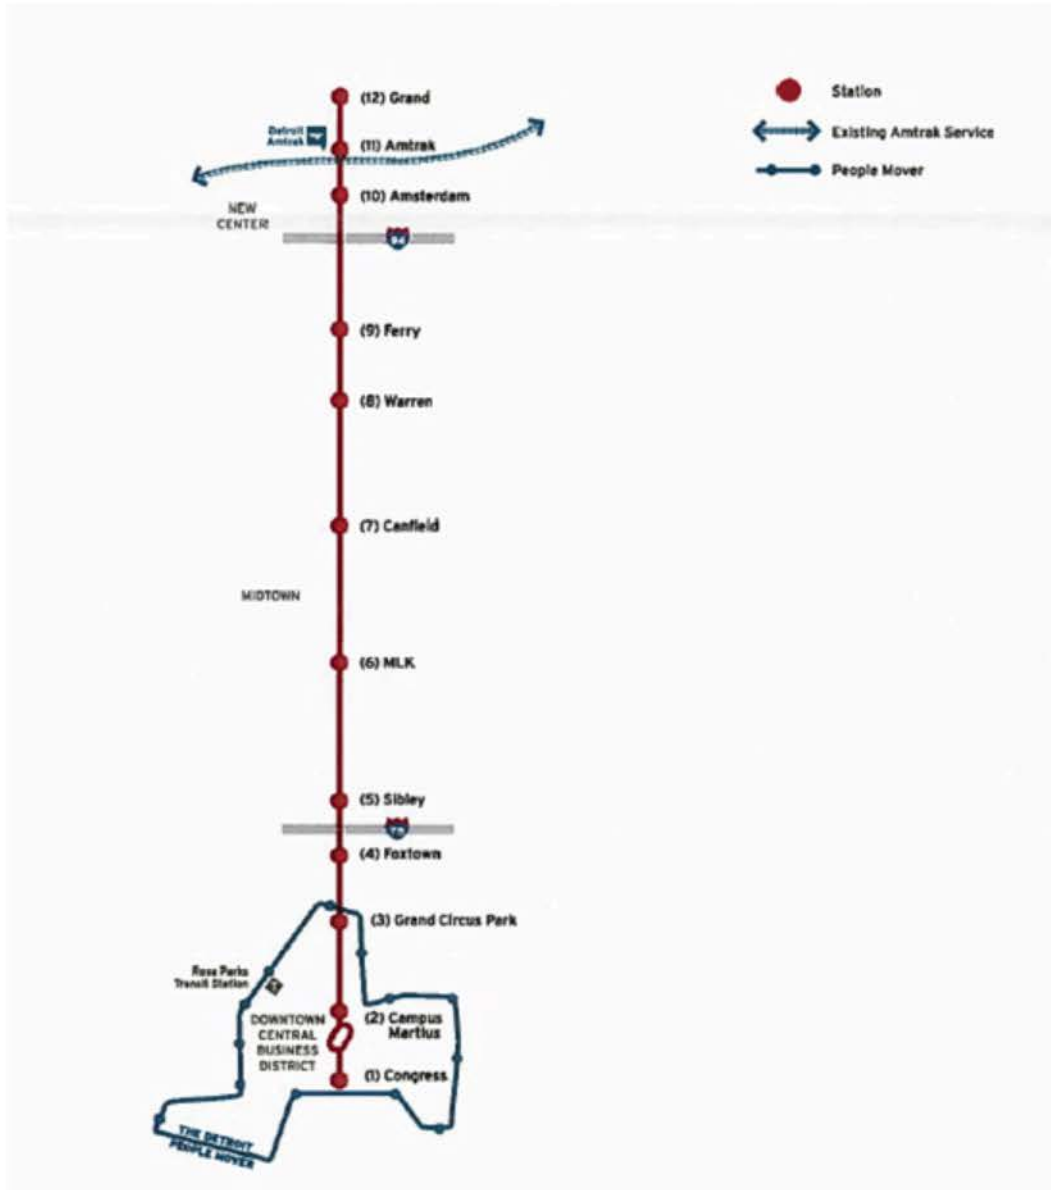 (12) Grand
Station
Detroit
Amtrak
(11) Amtrak
Existing Amtrak Service
People Mover
(10) Amsterdam
NEW
CENTER
94
(9) Ferry
(8) Warren
(7) Canfield
MIDTOWN
(6) MLK
(5) Sibley
75
(4) Foxtown
(3) Grand Circus Park
Rosa Parks
Transit Station
(2) Campus
Martius
DOWNTOWN
CENTRAL
BUSINESS
DISTRICT
(1) Congress
THE DETROIT
PEOPLE MOVER